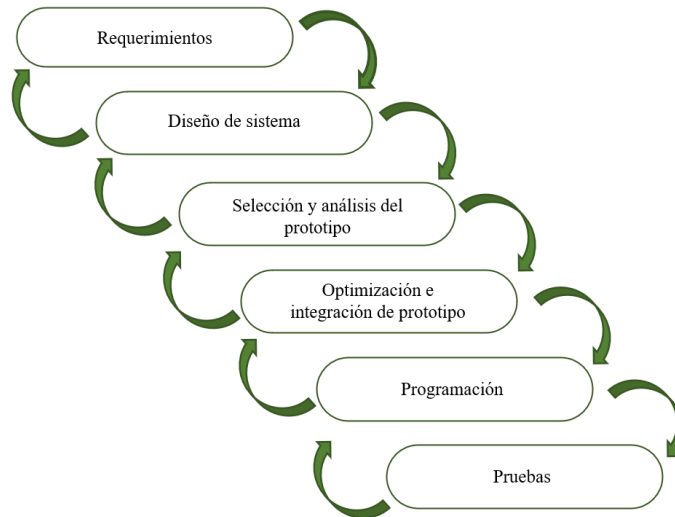 Requerimientos
Diseño de sistema
Selección y análisis del
prototipo
Optimización e
integración de prototipo
Programación
Pruebas